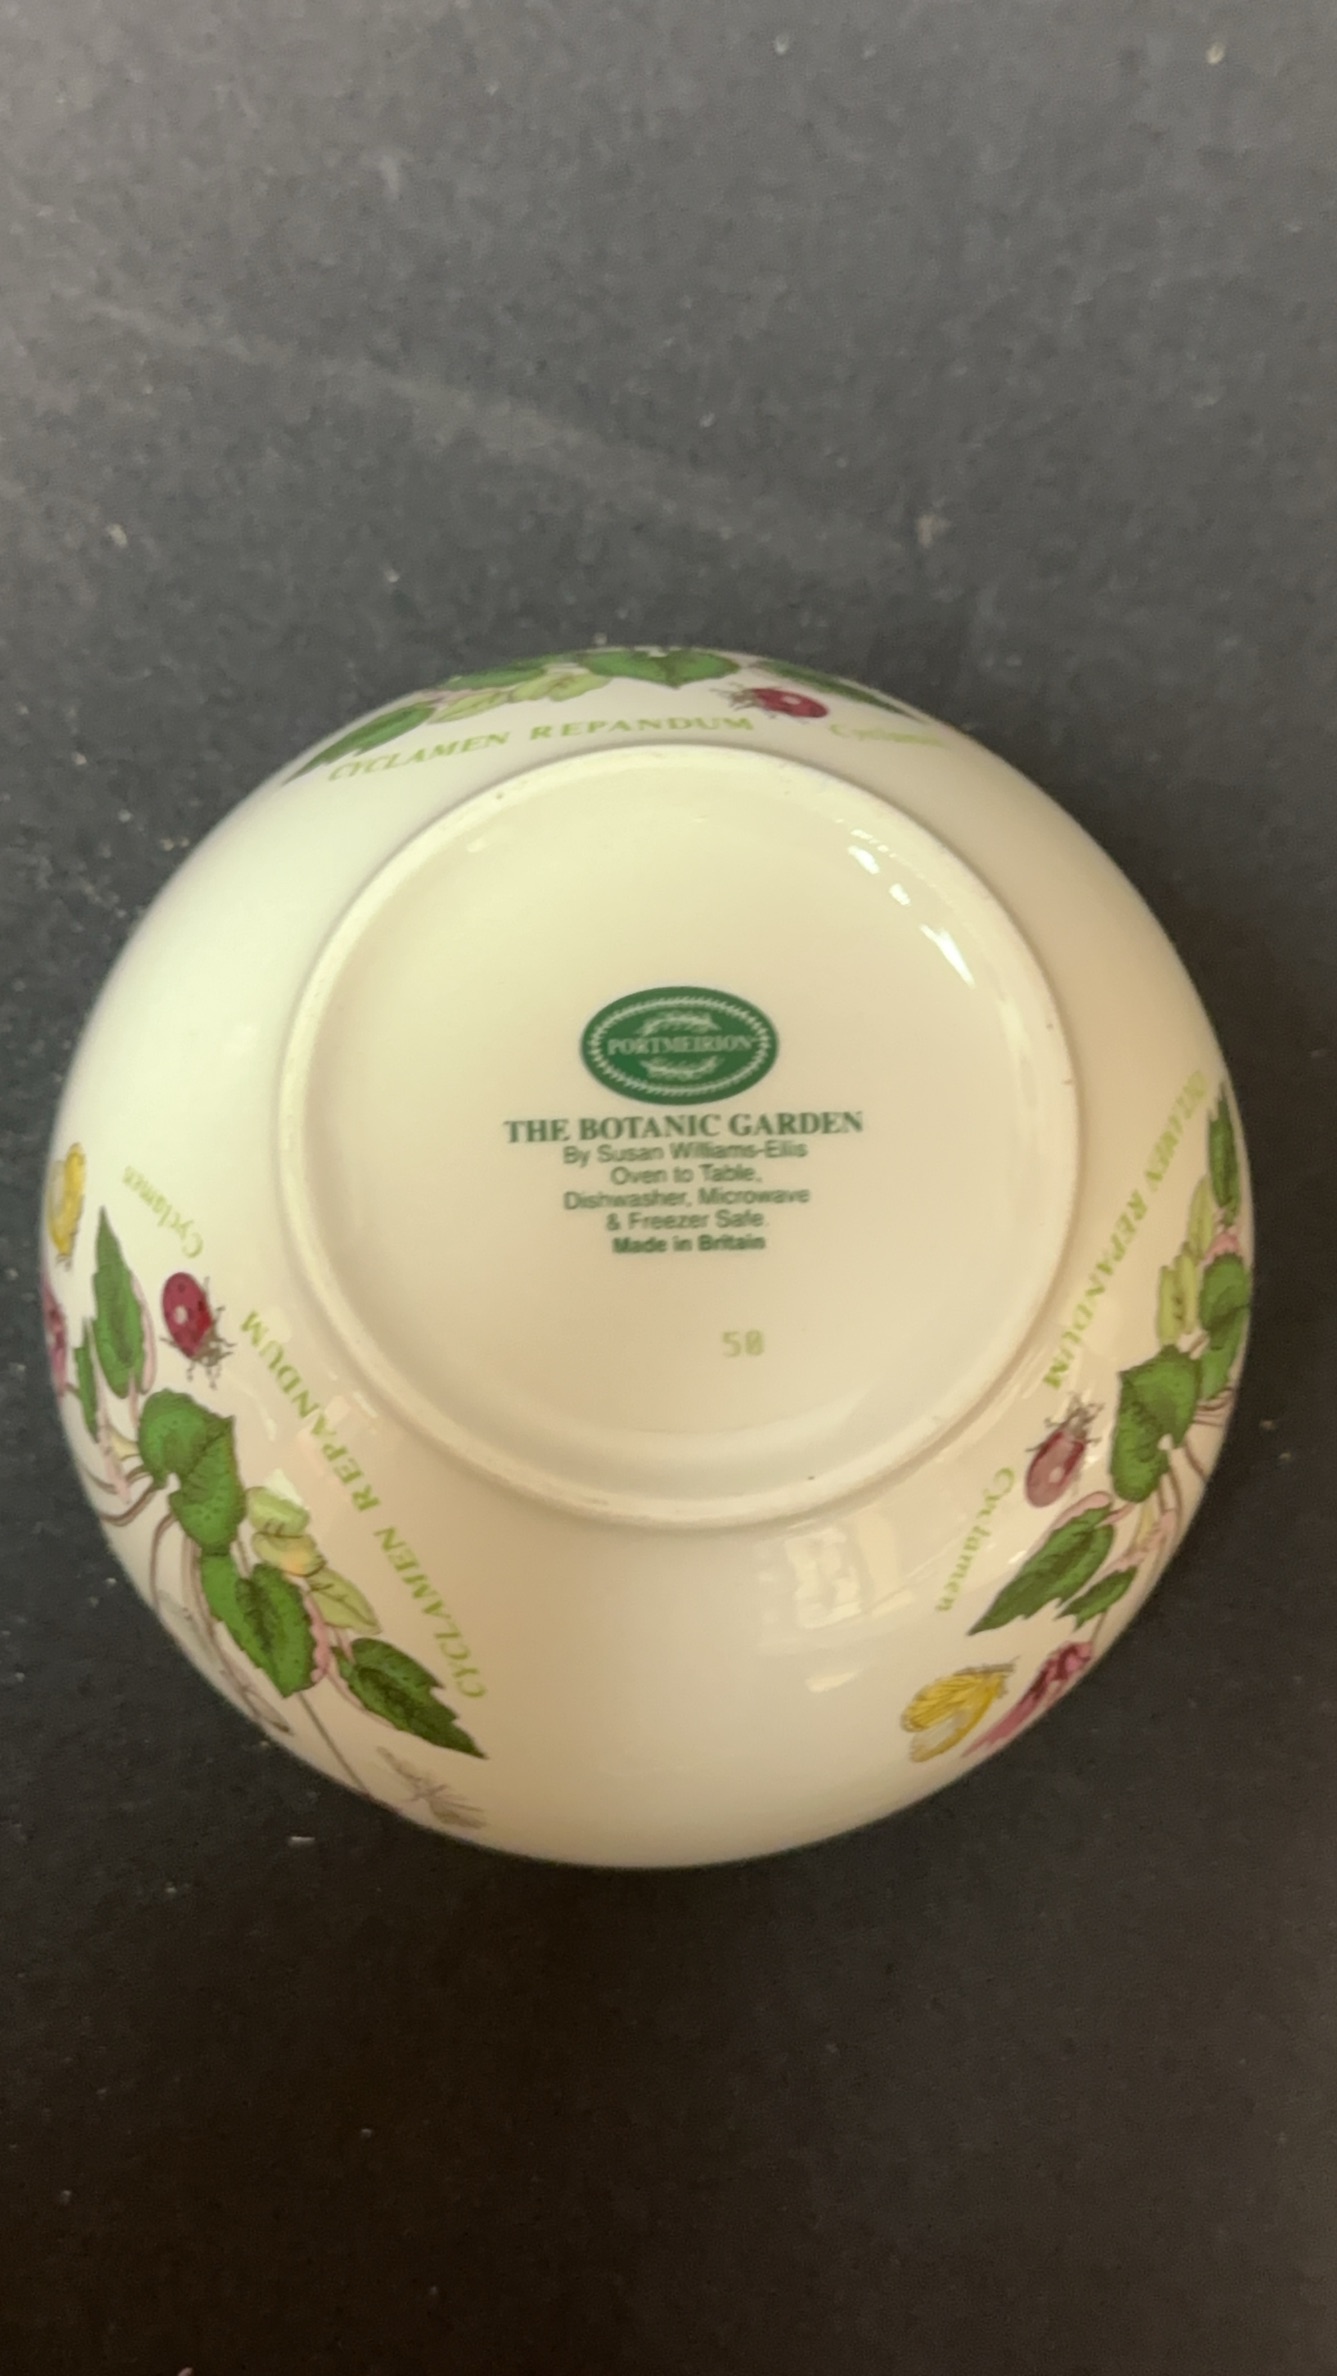 CYCLAMEN REPANDUM
Cyclamen
PORTMEIRION
THE BOTANIC GARDEN
By Susan Williams-Ellis
Oven to Table,
Dishwasher, Microwave
& Freezer Safe.
Made in Britain
50
Cyclamen
CYCLAMEN REPANDUM
CYCLAMEN REPANDUM
Cyclamen